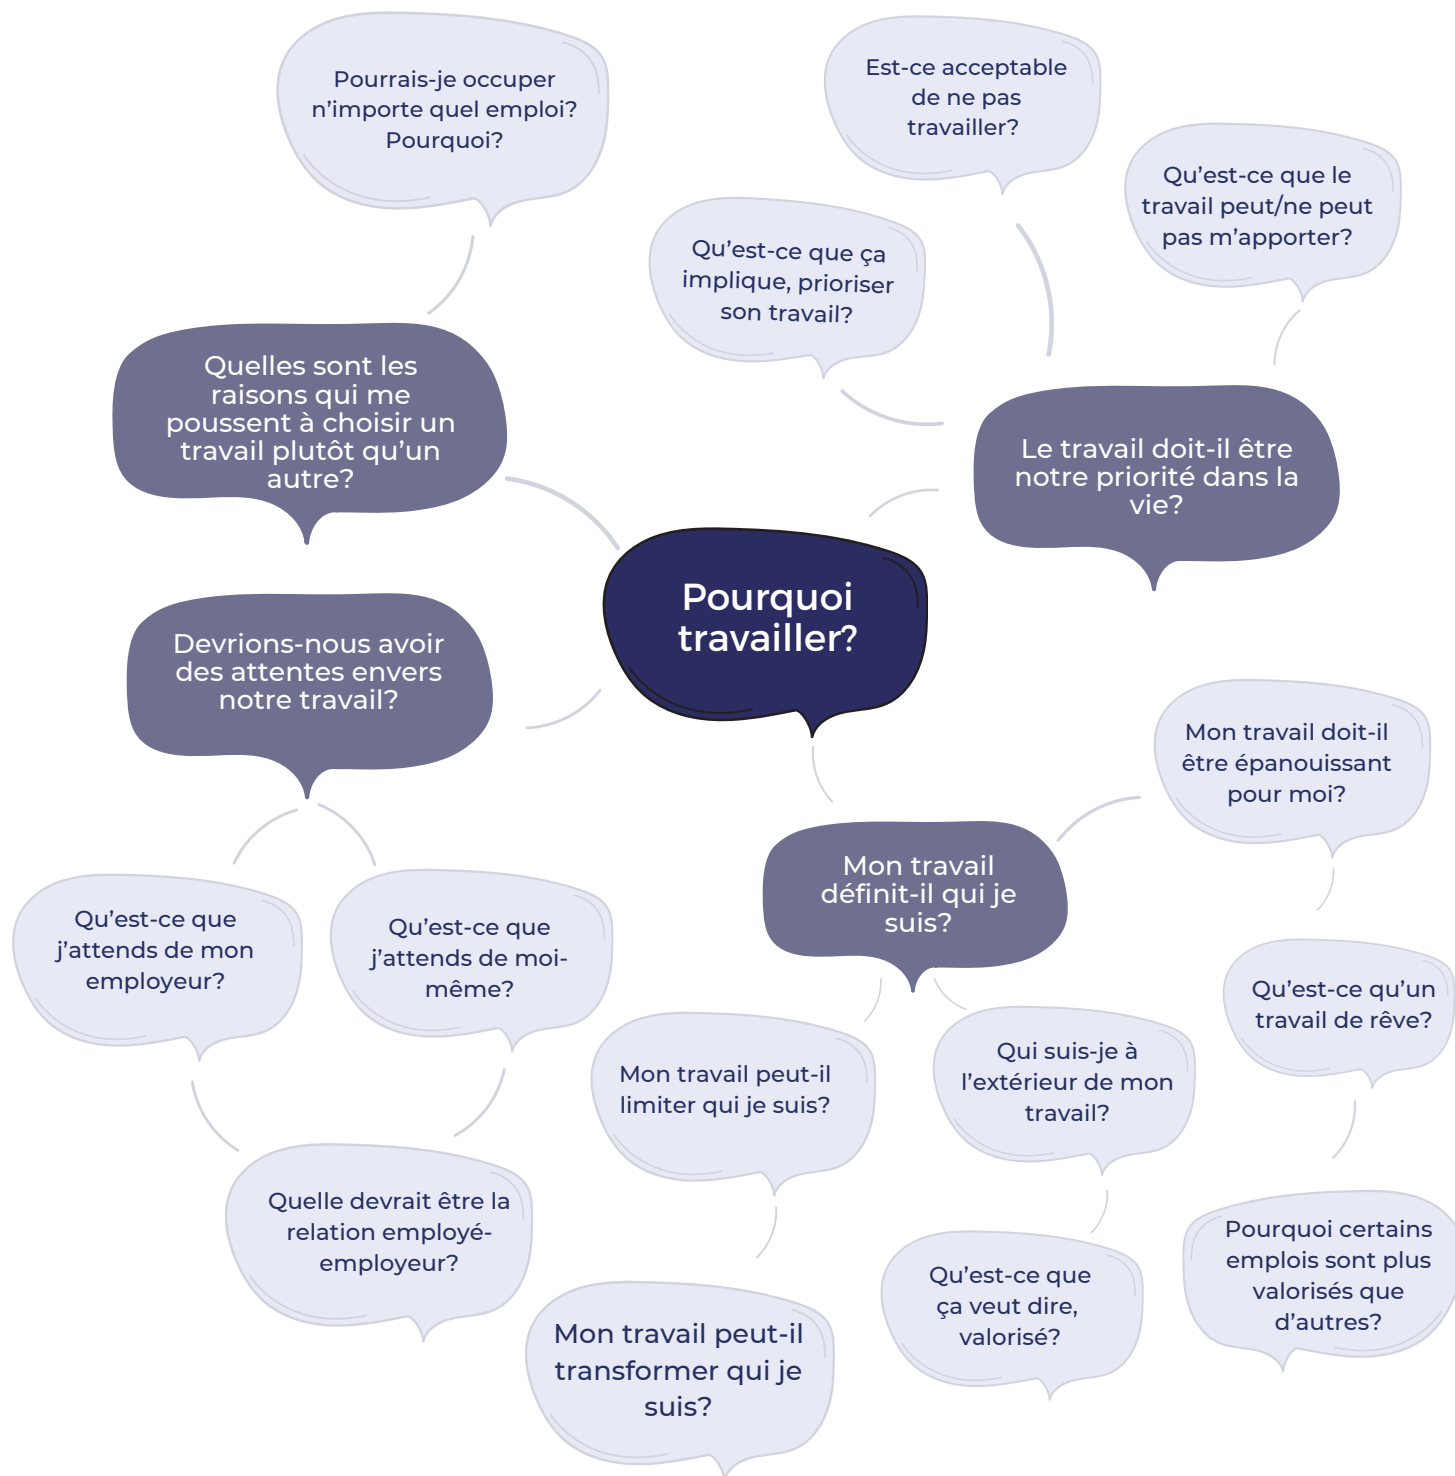 Pourrais-je occuper
n'importe quel emploi?
Pourquoi?
Est-ce acceptable
de ne pas
travailler?
Qu'est-ce que le
travail peut/ne peut
pas m'apporter?
Qu'est-ce que ça
implique, prioriser
son travail?
Quelles sont les
raisons qui me
poussent à choisir un
travail plutôt qu'un
autre?
Le travail doit-il être
notre priorité dans la
vie?
Pourquoi
travailler?
Devrions-nous avoir
des attentes envers
notre travail?
Mon travail doit-il
être épanouissant
pour moi?
Mon travail
définit-il qui je
suis?
Qu'est-ce que
j'attends de mon
employeur?
Qu'est-ce que
j'attends de moi-
même?
Qu'est-ce qu'un
travail de rêve?
Mon travail peut-il
limiter qui je suis?
Qui suis-je à
l'extérieur de mon
travail?
Quelle devrait être la
relation employé-
employeur?
Pourquoi certains
emplois sont plus
valorisés que
d'autres?
Qu'est-ce que
ça veut dire,
valorisé?
Mon travail peut-il
transformer qui je
suis?